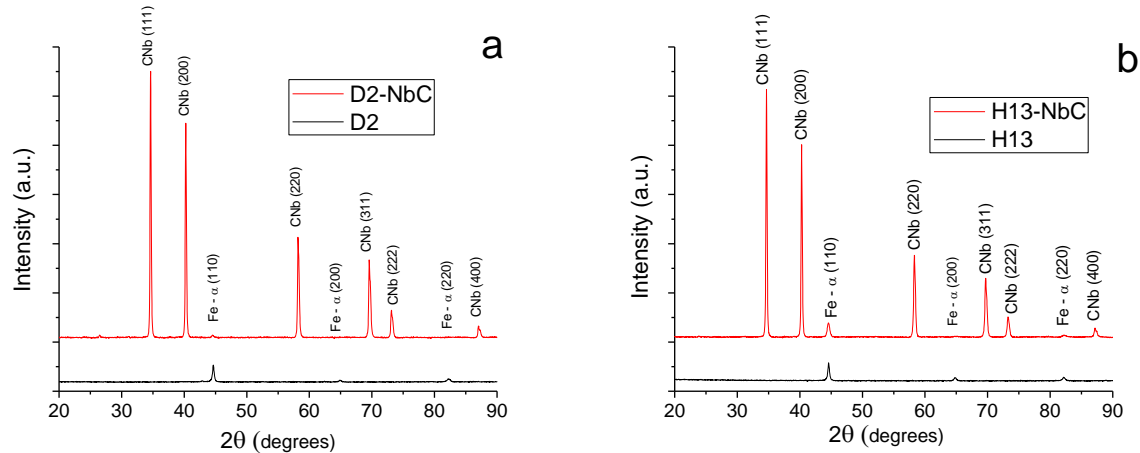 a
CNb (111)
CNb (200)
Fe - α (110)
CNb (220)
Fe - α (200)
CNb (311)
CNb (222)
Fe - α (220)
CNb (400)
D2-NbC
D2
Intensity (a.u.)
20 30 40 50 60 70 80 90
2θ (degrees)
b
CNb (111)
CNb (200)
Fe - α (110)
CNb (220)
Fe - α (200)
CNb (311)
CNb (222)
Fe - α (220)
CNb (400)
H13-NbC
H13
Intensity (a.u.)
20 30 40 50 60 70 80 90
2θ (degrees)